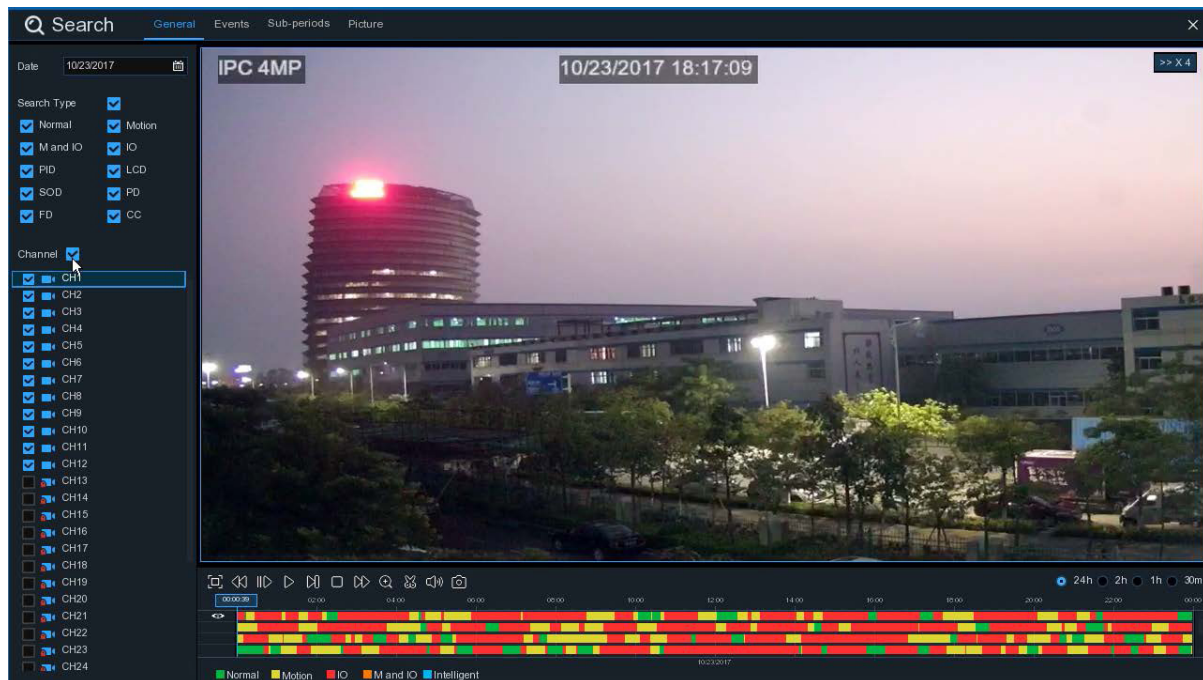 Search General Events Sub-periods Picture
Date 10/23/2017
Search Type
Normal Motion
M and IO IO
PID LCD
SOD PD
FD CC
Channel
CH1
CH2
CH3
CH4
CH5
CH6
CH7
CH8
CH9
CH10
CH11
CH12
CH13
CH14
CH15
CH16
CH17
CH18
CH19
CH20
CH21
CH22
CH23
CH24
IPC 4MP 10/23/2017 18:17:09 >> X 4
24h 2h 1h 30m
00:00:39 02:00 04:00 06:00 08:00 10:00 12:00 14:00 16:00 18:00 20:00 22:00 00:00
10/23/2017
Normal Motion IO M and IO Intelligent